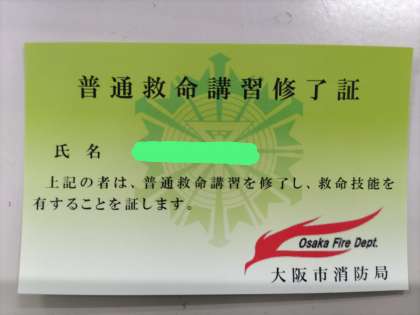 普通救命講習修了証
氏 名
上記の者は、普通救命講習を修了し、救命技能を
有することを証します。
Osaka Fire Dept.
大阪市消防局